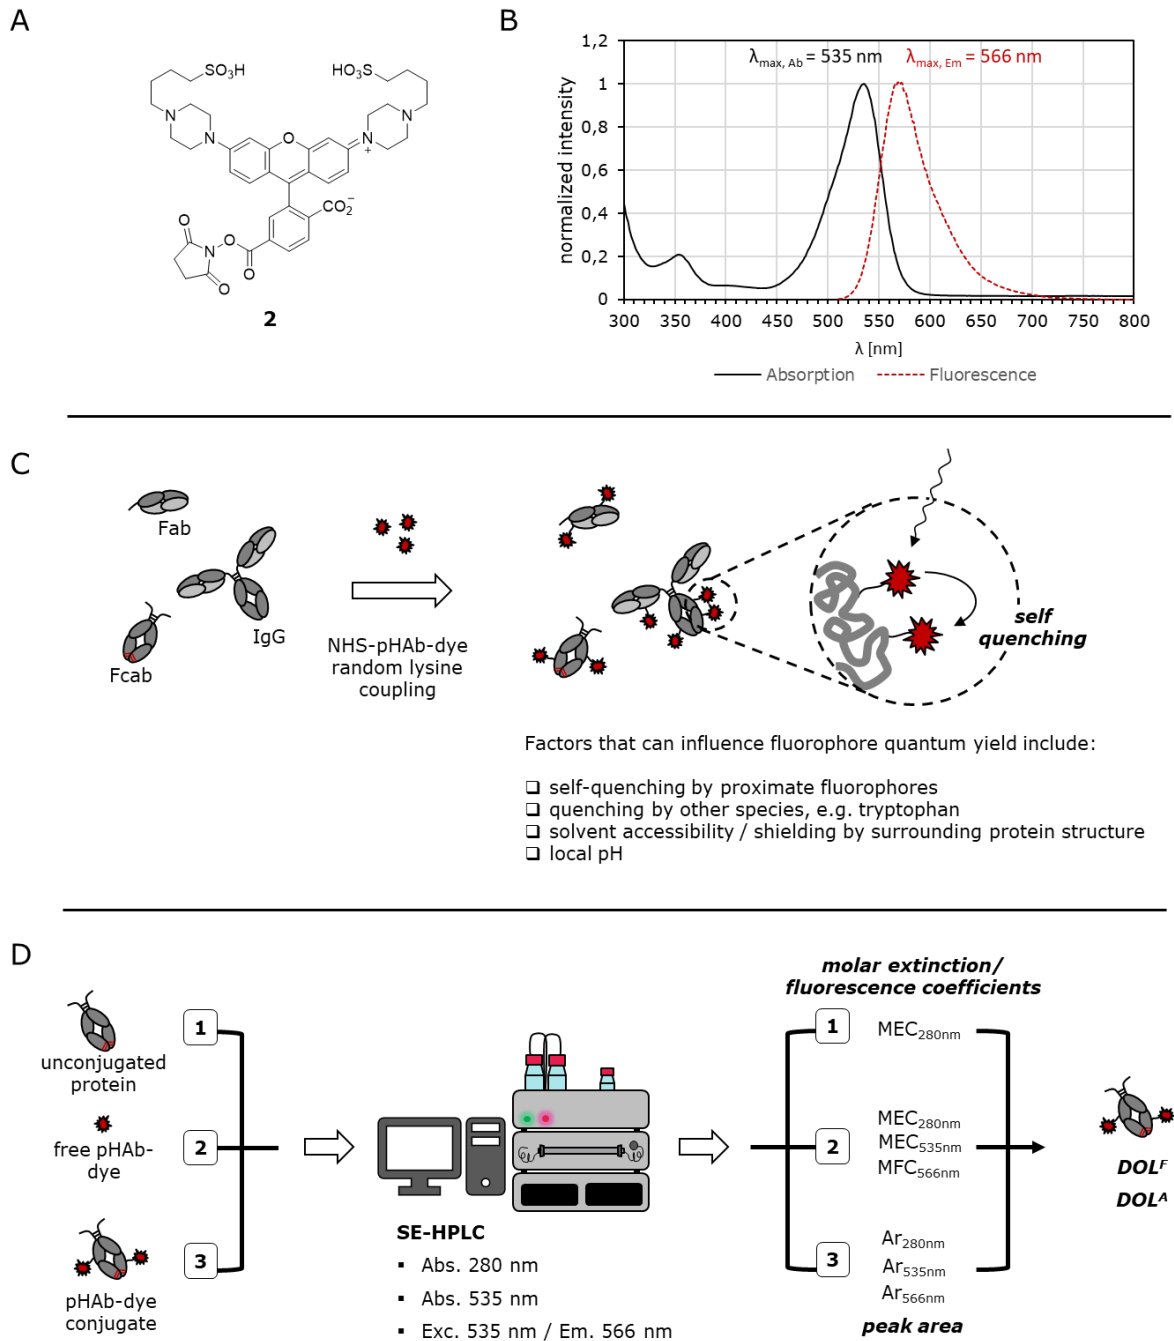 A
SO₃H
HO₃S
N
N
N
N
+
O
CO₂⁻
O
N
O
O
O
2
B
1,2
1
0,8
0,6
0,4
0,2
0
normalized intensity
λmax, Ab = 535 nm
λmax, Em = 566 nm
300
350
400
450
500
550
600
650
700
750
800
λ [nm]
Absorption
Fluorescence
C
Fab
IgG
Fcab
NHS-pHAb-dye
random lysine
coupling
self
quenching
Factors that can influence fluorophore quantum yield include:
❑ self-quenching by proximate fluorophores
❑ quenching by other species, e.g. tryptophan
❑ solvent accessibility / shielding by surrounding protein structure
❑ local pH
D
1
unconjugated
protein
2
free pHAb-
dye
3
pHAb-dye
conjugate
SE-HPLC
▪ Abs. 280 nm
▪ Abs. 535 nm
▪ Exc. 535 nm / Em. 566 nm
molar extinction/
fluorescence coefficients
1
MEC280nm
2
MEC280nm
MEC535nm
MFC566nm
3
Ar280nm
Ar535nm
Ar566nm
peak area
DOLF
DOLA